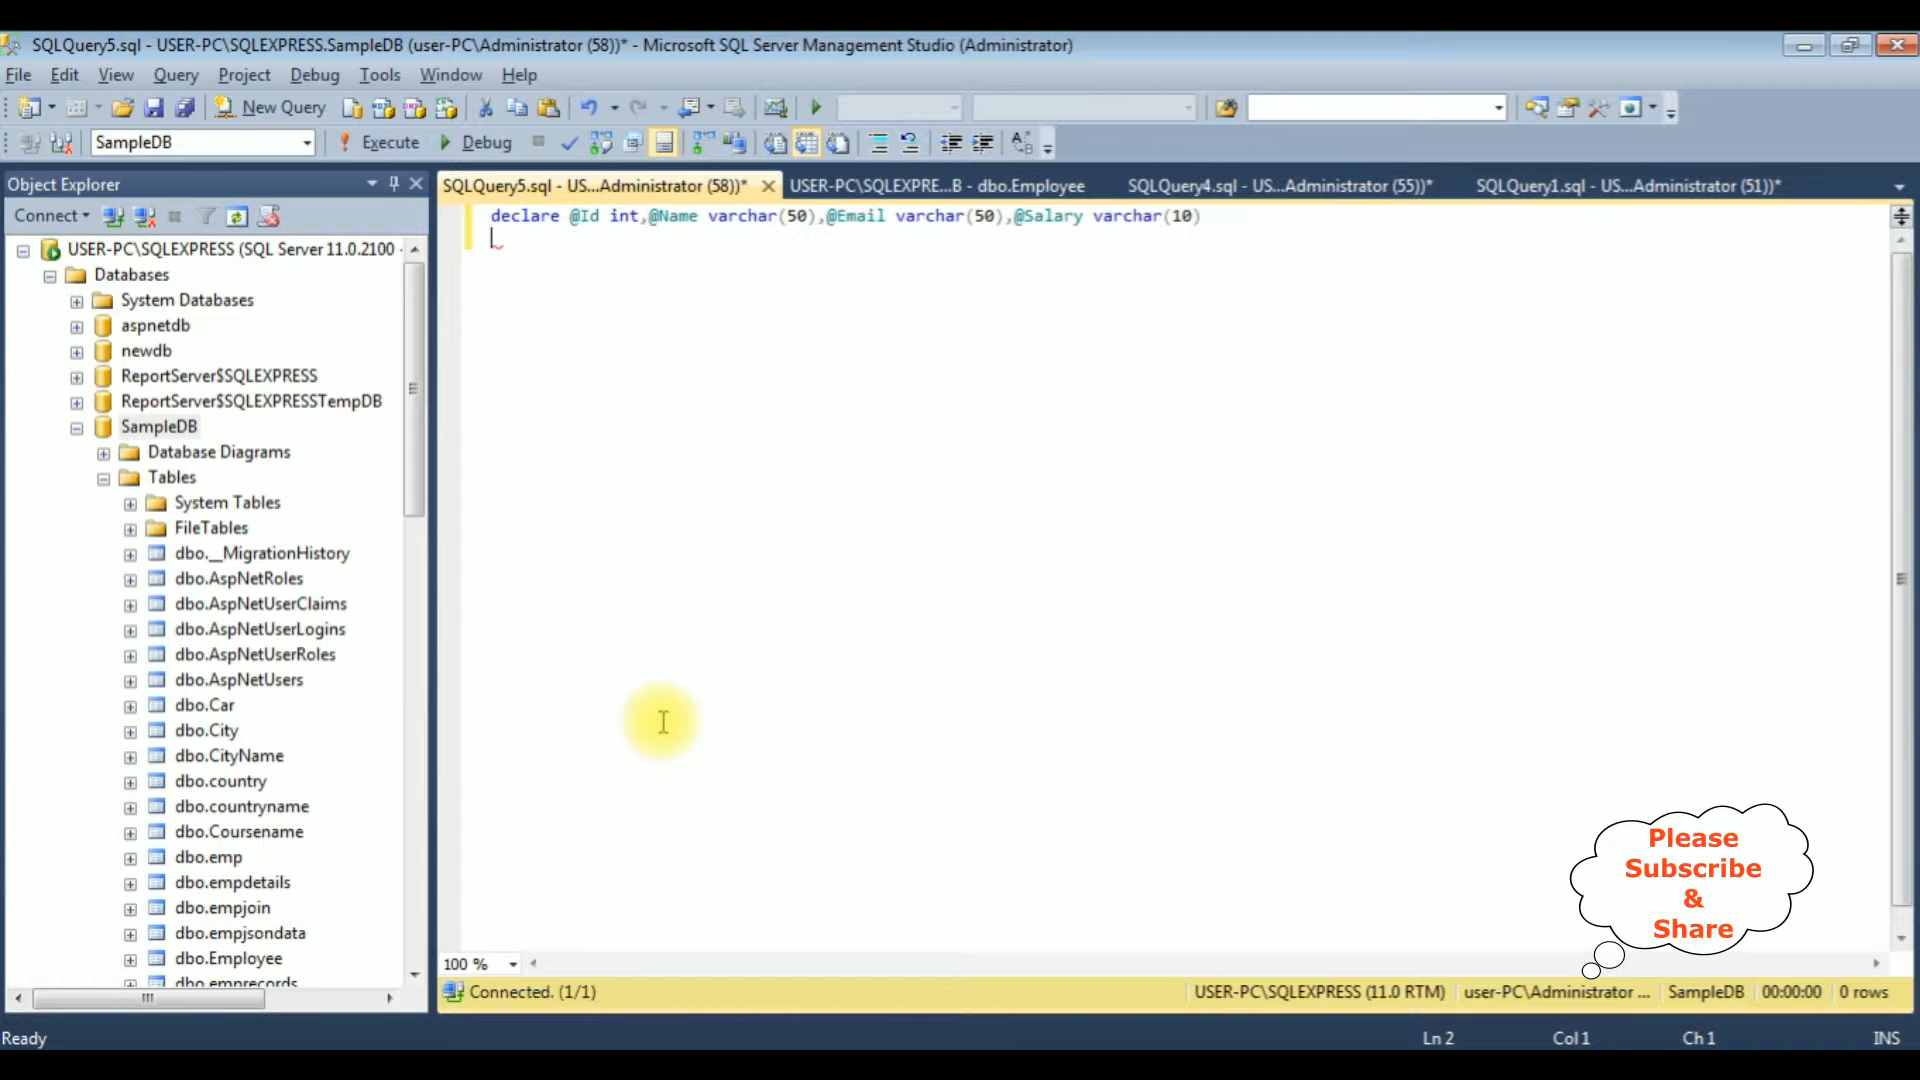 SQLQuery5.sql - USER-PC\SQLEXPRESS.SampleDB (user-PC\Administrator (58))* - Microsoft SQL Server Management Studio (Administrator)
File Edit View Query Project Debug Tools Window Help
New Query
SampleDB Execute Debug
Object Explorer
SQLQuery5.sql - US...Administrator (58))* USER-PC\SQLEXPRE...B - dbo.Employee SQLQuery4.sql - US...Administrator (55))* SQLQuery1.sql - US...Administrator (51))*
Connect
declare @Id int,@Name varchar(50),@Email varchar(50),@Salary varchar(10)
USER-PC\SQLEXPRESS (SQL Server 11.0.2100 -
Databases
System Databases
aspnetdb
newdb
ReportServer$SQLEXPRESS
ReportServer$SQLEXPRESSTempDB
SampleDB
Database Diagrams
Tables
System Tables
FileTables
dbo.__MigrationHistory
dbo.AspNetRoles
dbo.AspNetUserClaims
dbo.AspNetUserLogins
dbo.AspNetUserRoles
dbo.AspNetUsers
dbo.Car
dbo.City
dbo.CityName
dbo.country
dbo.countryname
dbo.Coursename
dbo.emp
dbo.empdetails
dbo.empjoin
dbo.empjsondata
dbo.Employee
dbo.emprecords
Please
Subscribe
&
Share
100 %
Connected. (1/1) USER-PC\SQLEXPRESS (11.0 RTM) user-PC\Administrator ... SampleDB 00:00:00 0 rows
Ready Ln 2 Col 1 Ch 1 INS